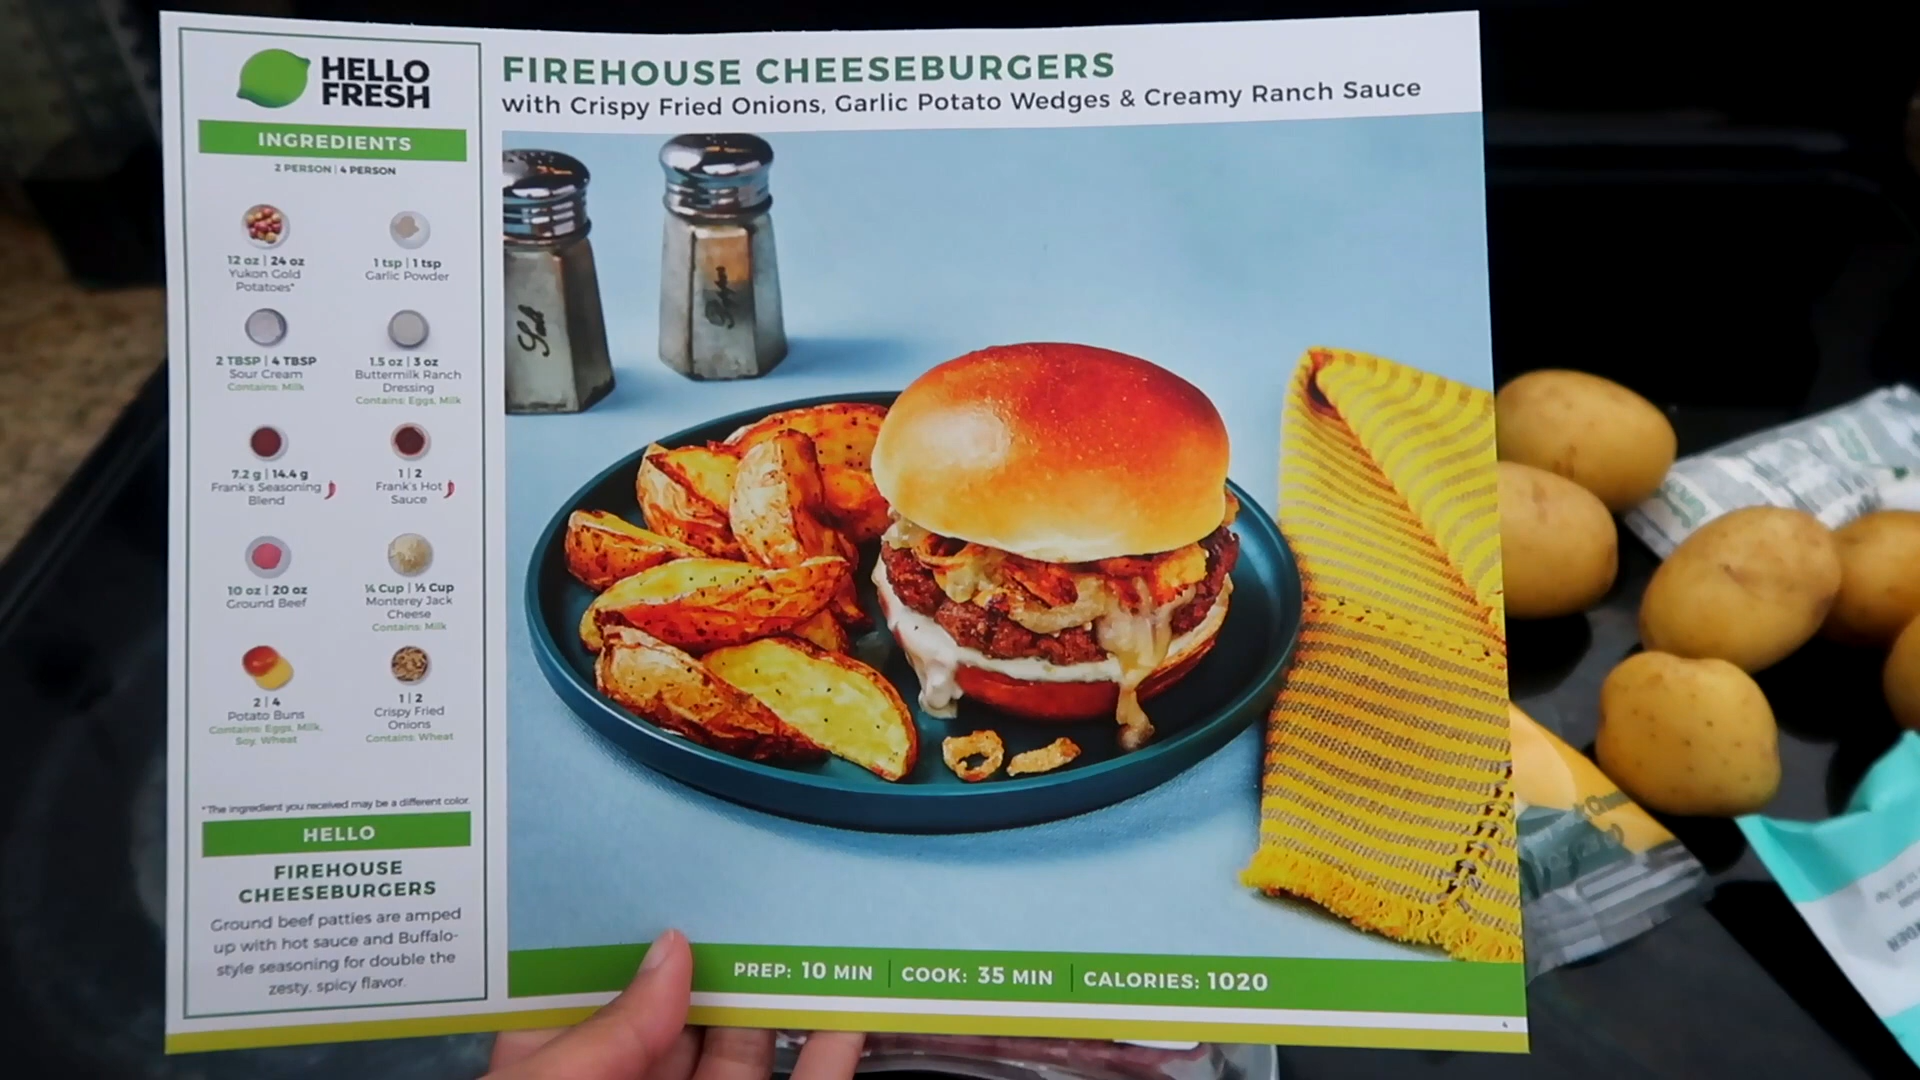 HELLO
FRESH
INGREDIENTS
2 PERSON | 4 PERSON
12 oz | 24 oz
Yukon Gold
Potatoes*
1 tsp | 1 tsp
Garlic Powder
2 TBSP | 4 TBSP
Sour Cream
Contains: Milk
1.5 oz | 3 oz
Buttermilk Ranch
Dressing
Contains: Eggs, Milk
7.2 g | 14.4 g
Frank's Seasoning
Blend
1 | 2
Frank's Hot
Sauce
10 oz | 20 oz
Ground Beef
¼ Cup | ½ Cup
Monterey Jack
Cheese
Contains: Milk
2 | 4
Potato Buns
Contains: Eggs, Milk,
Soy, Wheat
1 | 2
Crispy Fried
Onions
Contains: Wheat
*The ingredient you received may be a different color.
HELLO
FIREHOUSE
CHEESEBURGERS
Ground beef patties are amped
up with hot sauce and Buffalo-
style seasoning for double the
zesty, spicy flavor.
FIREHOUSE CHEESEBURGERS
with Crispy Fried Onions, Garlic Potato Wedges & Creamy Ranch Sauce
Salt
Pepper
PREP: 10 MIN | COOK: 35 MIN | CALORIES: 1020